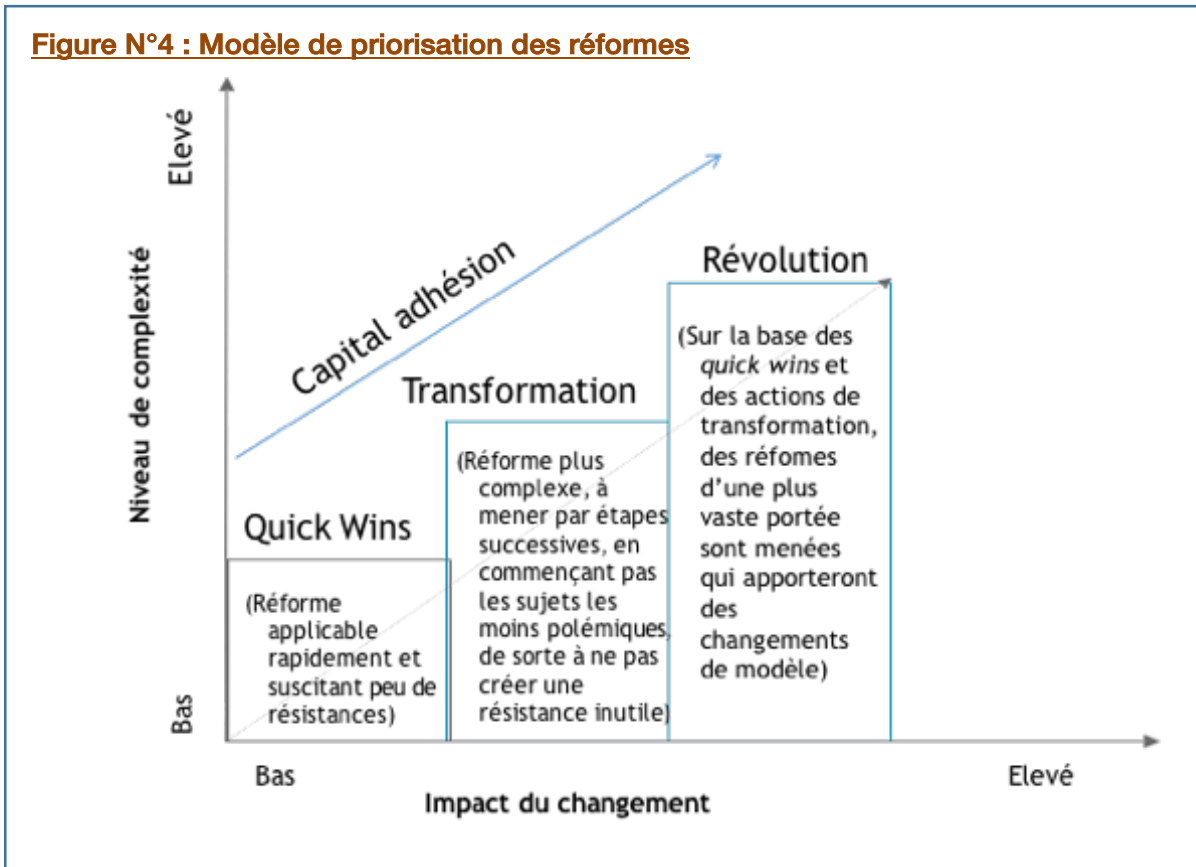 Figure N°4 : Modèle de priorisation des réformes
Elevé
Niveau de complexité
Bas
Capital adhésion
Quick Wins
(Réforme
applicable
rapidement et
suscitant peu de
résistances)
Transformation
(Réforme plus
complexe, à
mener par étapes
successives, en
commençant pas
les sujets les
moins polémiques,
de sorte à ne pas
créer une
résistance inutile)
Révolution
(Sur la base des
quick wins et
des actions de
transformation,
des réfomes
d'une plus
vaste portée
sont menées
qui apporteront
des
changements
de modèle)
Bas
Elevé
Impact du changement